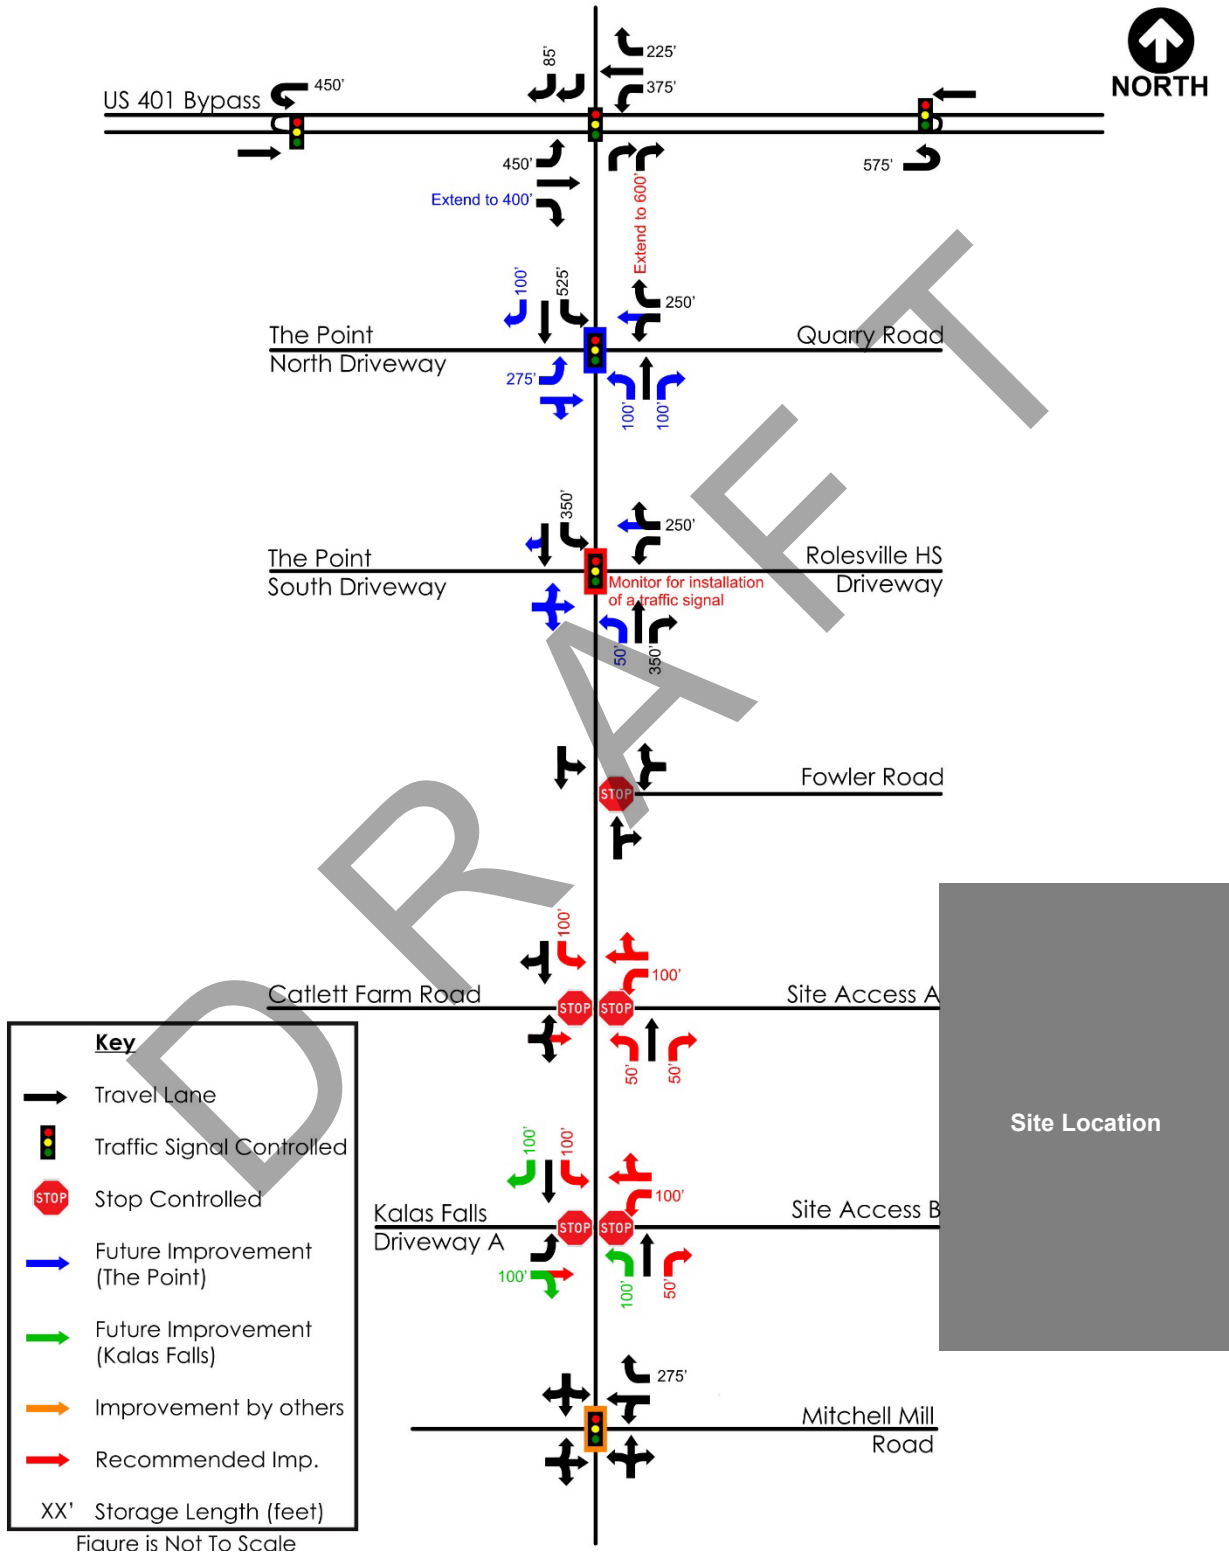 NORTH
225'
85'
375'
450'
US 401 Bypass
450'
575'
Extend to 400'
Extend to 600'
100'
525'
250'
The Point
North Driveway
Quarry Road
275'
100'
100'
350'
250'
The Point
South Driveway
Rolesville HS
Driveway
Monitor for installation
of a traffic signal
50'
350'
Fowler Road
STOP
100'
100'
Catlett Farm Road
Site Access A
STOP
STOP
50'
50'
100'
100'
100'
Kalas Falls
Driveway A
Site Access B
STOP
STOP
100'
100'
50'
275'
Mitchell Mill
Road
Site Location
Key
Travel Lane
Traffic Signal Controlled
STOP
Stop Controlled
Future Improvement
(The Point)
Future Improvement
(Kalas Falls)
Improvement by others
Recommended Imp.
XX' Storage Length (feet)
Figure is Not To Scale
DRAFT